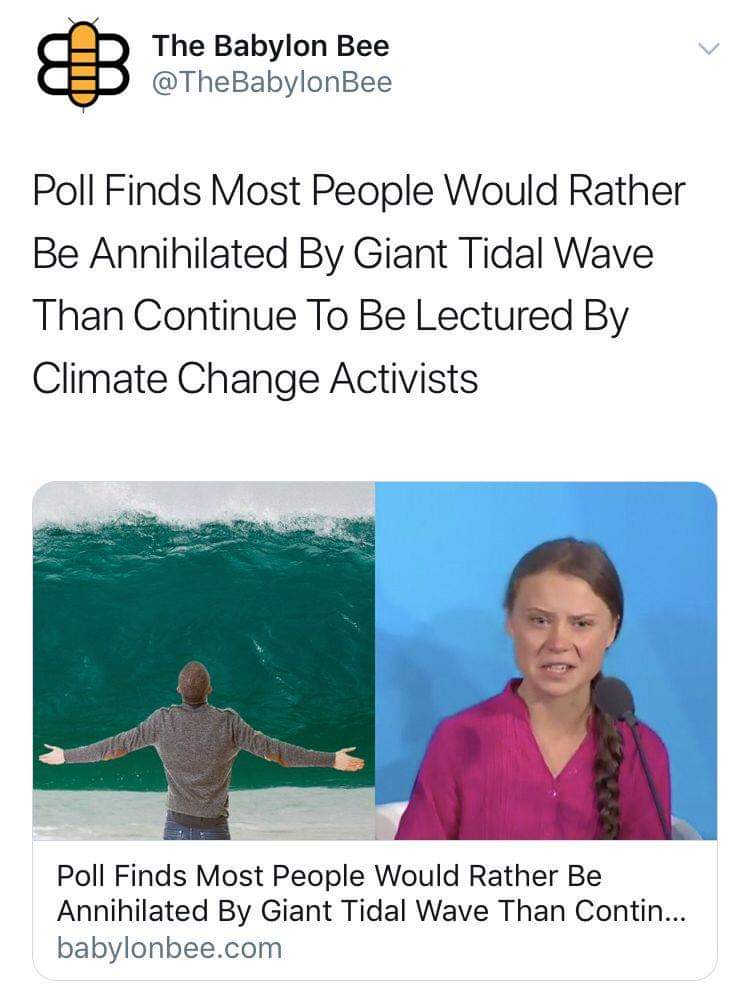 The Babylon Bee
@TheBabylonBee
Poll Finds Most People Would Rather
Be Annihilated By Giant Tidal Wave
Than Continue To Be Lectured By
Climate Change Activists
Poll Finds Most People Would Rather Be
Annihilated By Giant Tidal Wave Than Contin...
babylonbee.com